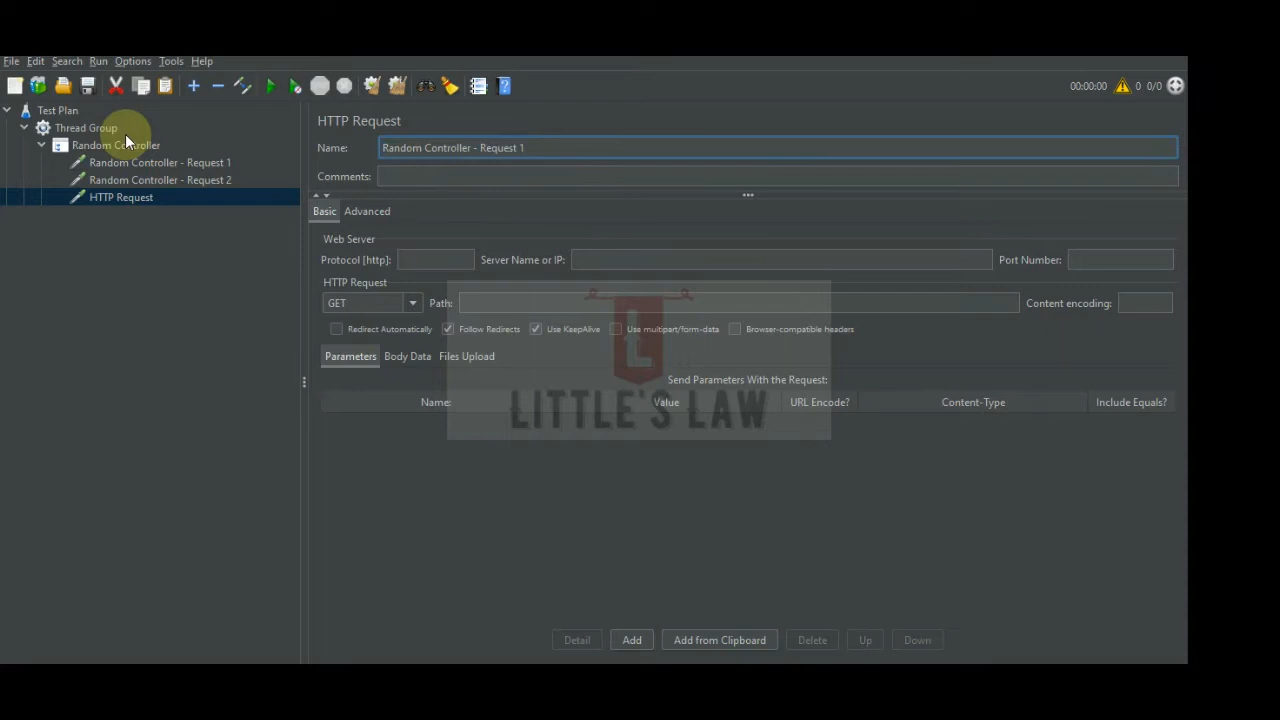 File Edit Search Run Options Tools Help
00:00:00 0 0/0
Test Plan
Thread Group
Random Controller
Random Controller - Request 1
Random Controller - Request 2
HTTP Request
HTTP Request
Name: Random Controller - Request 1
Comments:
Basic Advanced
Web Server
Protocol [http]: Server Name or IP: Port Number:
HTTP Request
GET Path: Content encoding:
Redirect Automatically Follow Redirects Use KeepAlive Use multipart/form-data Browser-compatible headers
Parameters Body Data Files Upload
Send Parameters With the Request:
Name: Value URL Encode? Content-Type Include Equals?
L
LITTLE'S LAW
Detail Add Add from Clipboard Delete Up Down